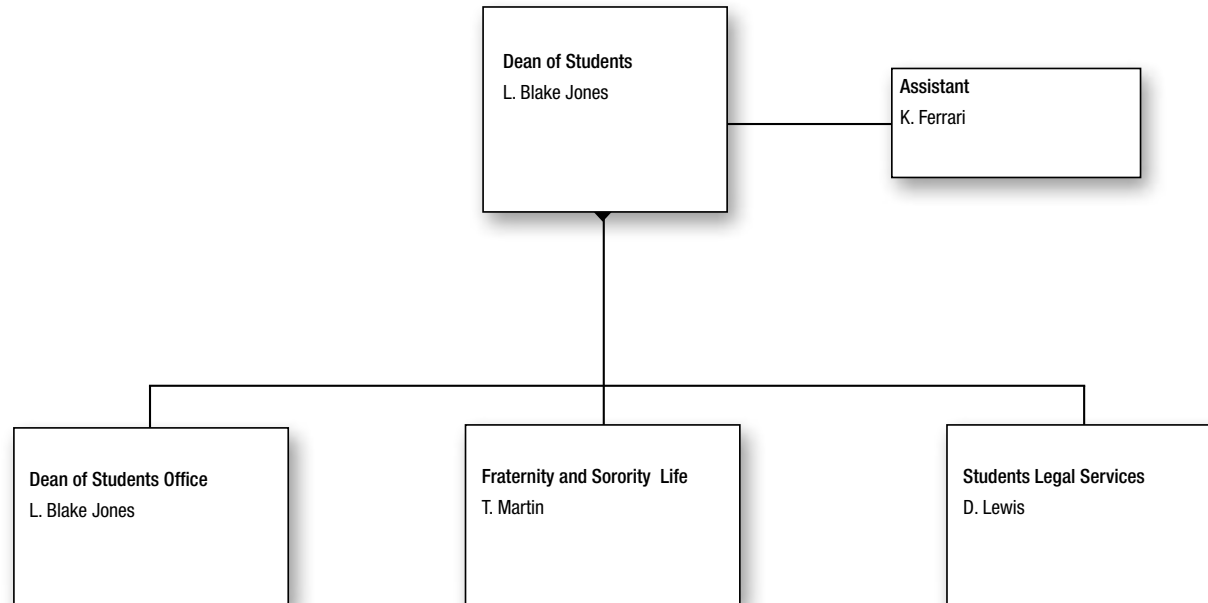 Dean of Students
L. Blake Jones
Assistant
K. Ferrari
Dean of Students Office
L. Blake Jones
Fraternity and Sorority  Life
T. Martin
Students Legal Services
D. Lewis